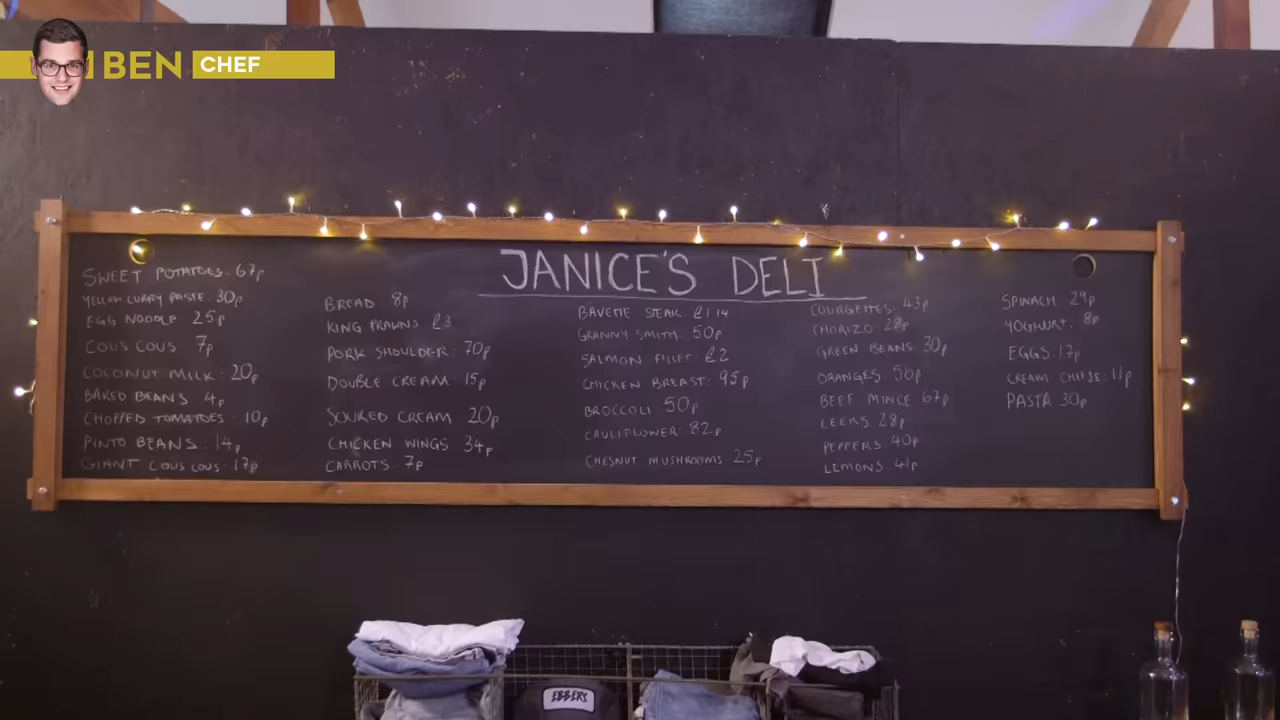 BEN CHEF
JANICE'S DELI
SWEET POTATOES. 67p
YELLOW CURRY PASTE. 30p
EGG NOODLE 25p
COUS COUS 7p
COCONUT MILK: 20p
BAKED BEANS 4p
CHOPPED TOMATOES: 10p
PINTO BEANS: 14p
GIANT COUS COUS: 17p
BREAD 8p
KING PRAWNS £3
PORK SHOULDER: 70p
DOUBLE CREAM: 15p
SOURED CREAM 20p
CHICKEN WINGS 34p
CARROTS. 7p
BAVETTE STEAK £1.14
GRANNY SMITH 50p
SALMON FILLET: £2
CHICKEN BREAST: 95p
BROCCOLI: 50p
CAULIFLOWER: 82p
CHESNUT MUSHROOMS. 25p
COURGETTES. 43p
CHORIZO 28p
GREEN BEANS 30p
ORANGES. 50p
BEEF MINCE 67p
LEEKS. 28p
PEPPERS 40p
LEMONS 41p
SPINACH 29p
YOGHURT. 8p
EGGS: 17p
CREAM CHEESE: 11p
PASTA 30p
EBBERS